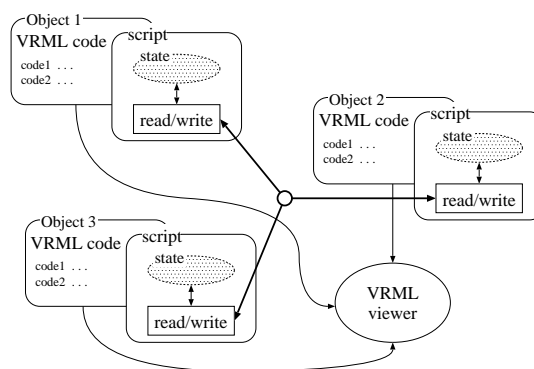 Object 1
VRML code
code1 . . .
code2 . . .
script
state
read/write
Object 2
VRML code
code1 . . .
code2 . . .
script
state
read/write
Object 3
VRML code
code1 . . .
code2 . . .
script
state
read/write
VRML
viewer